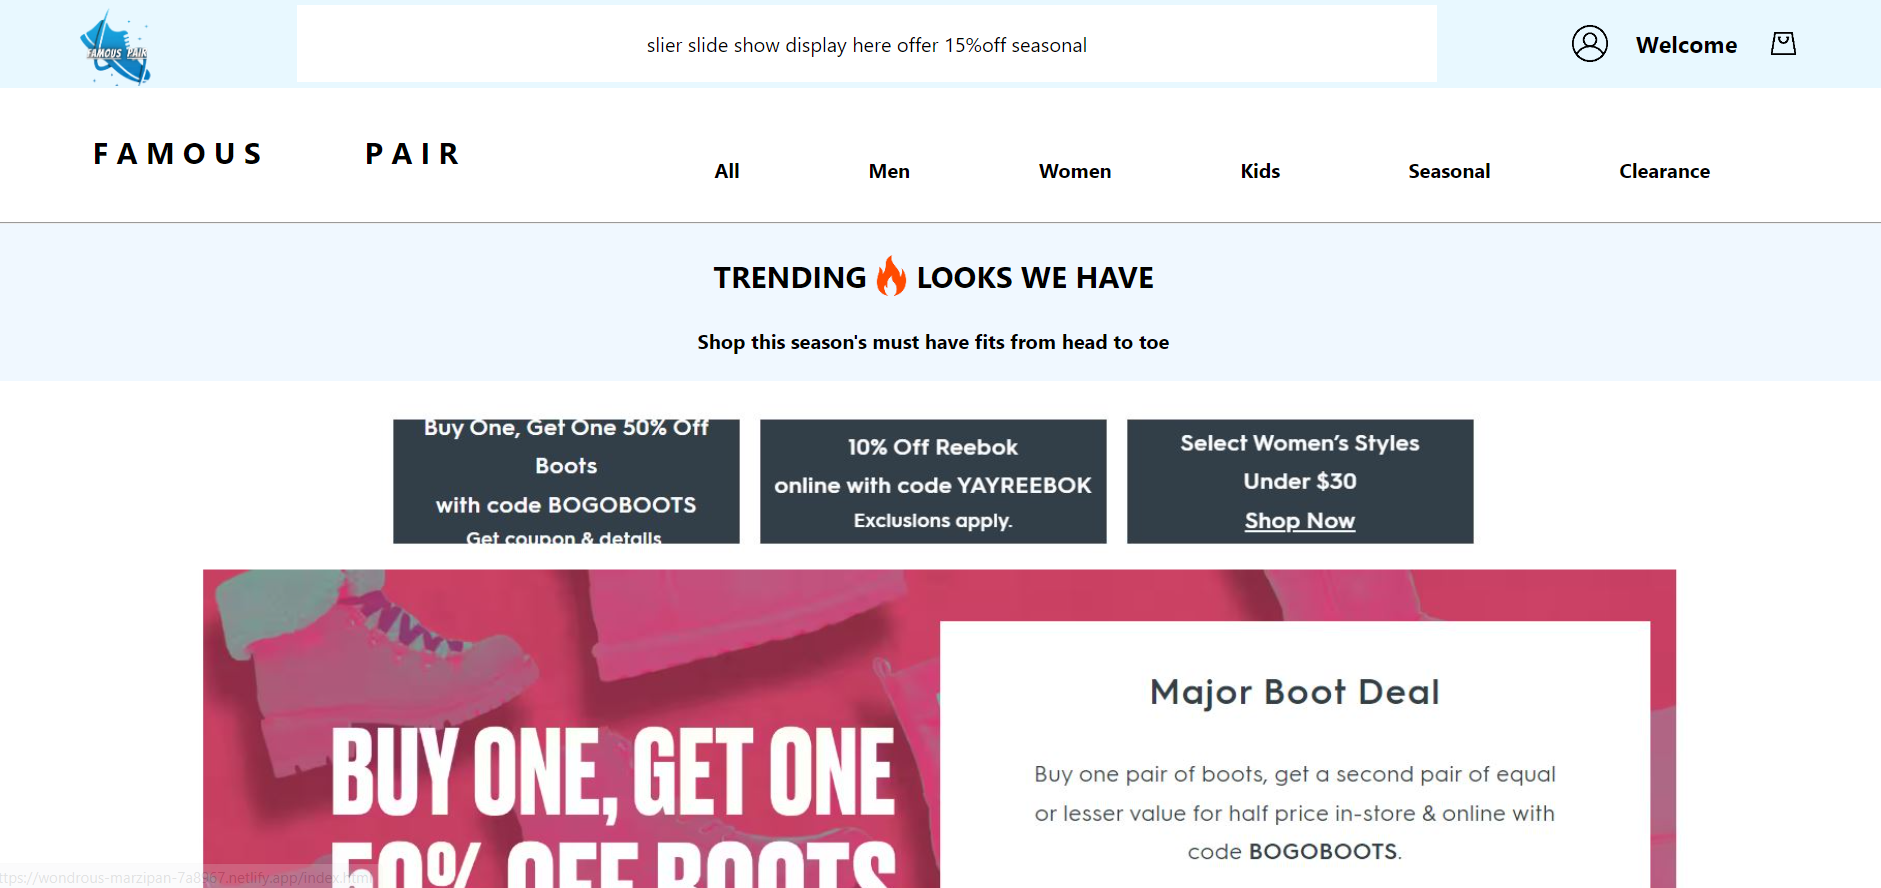 FAMOUS PAIR
slier slide show display here offer 15%off seasonal
Welcome
FAMOUS PAIR
All Men Women Kids Seasonal Clearance
TRENDING LOOKS WE HAVE
Shop this season's must have fits from head to toe
Buy One, Get One 50% Off
Boots
with code BOGOBOOTS
Get coupon & details
10% Off Reebok
online with code YAYREEBOK
Exclusions apply.
Select Women’s Styles
Under $30
Shop Now
BUY ONE, GET ONE
50% OFF BOOTS
Major Boot Deal
Buy one pair of boots, get a second pair of equal
or lesser value for half price in-store & online with
code BOGOBOOTS.
ttps://wondrous-marzipan-7a8967.netlify.app/index.html